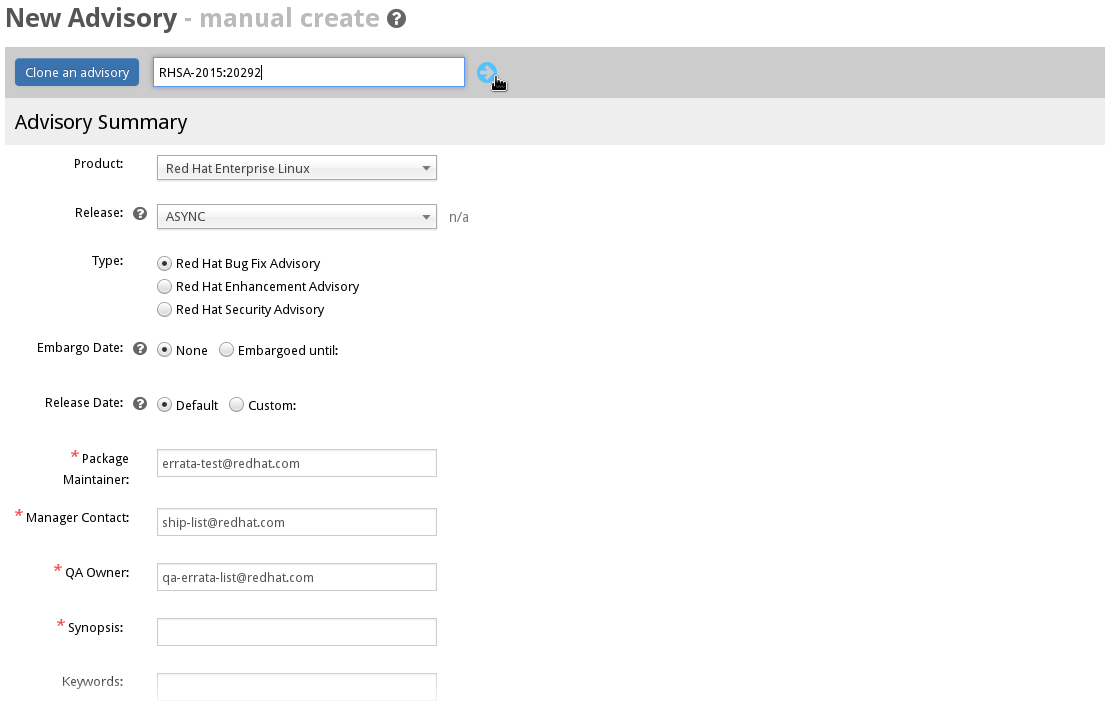 New Advisory - manual create ?
Clone an advisory RHSA-2015:20292
Advisory Summary
Product: Red Hat Enterprise Linux
Release: ? ASYNC n/a
Type: Red Hat Bug Fix Advisory
Red Hat Enhancement Advisory
Red Hat Security Advisory
Embargo Date: ? None Embargoed until:
Release Date: ? Default Custom:
* Package
Maintainer:
errata-test@redhat.com
* Manager Contact: ship-list@redhat.com
* QA Owner: qa-errata-list@redhat.com
* Synopsis:
Keywords: